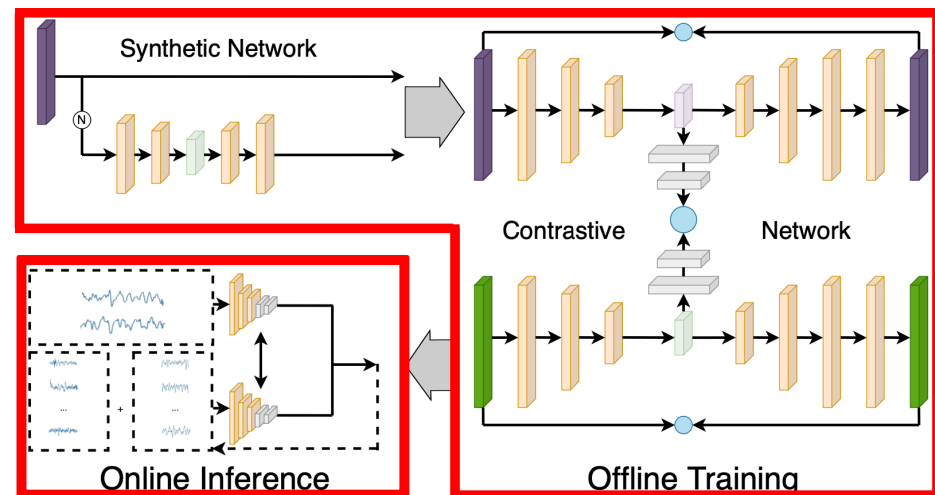 Synthetic Network
N
Contrastive Network
...
+
...
Online Inference
Offline Training